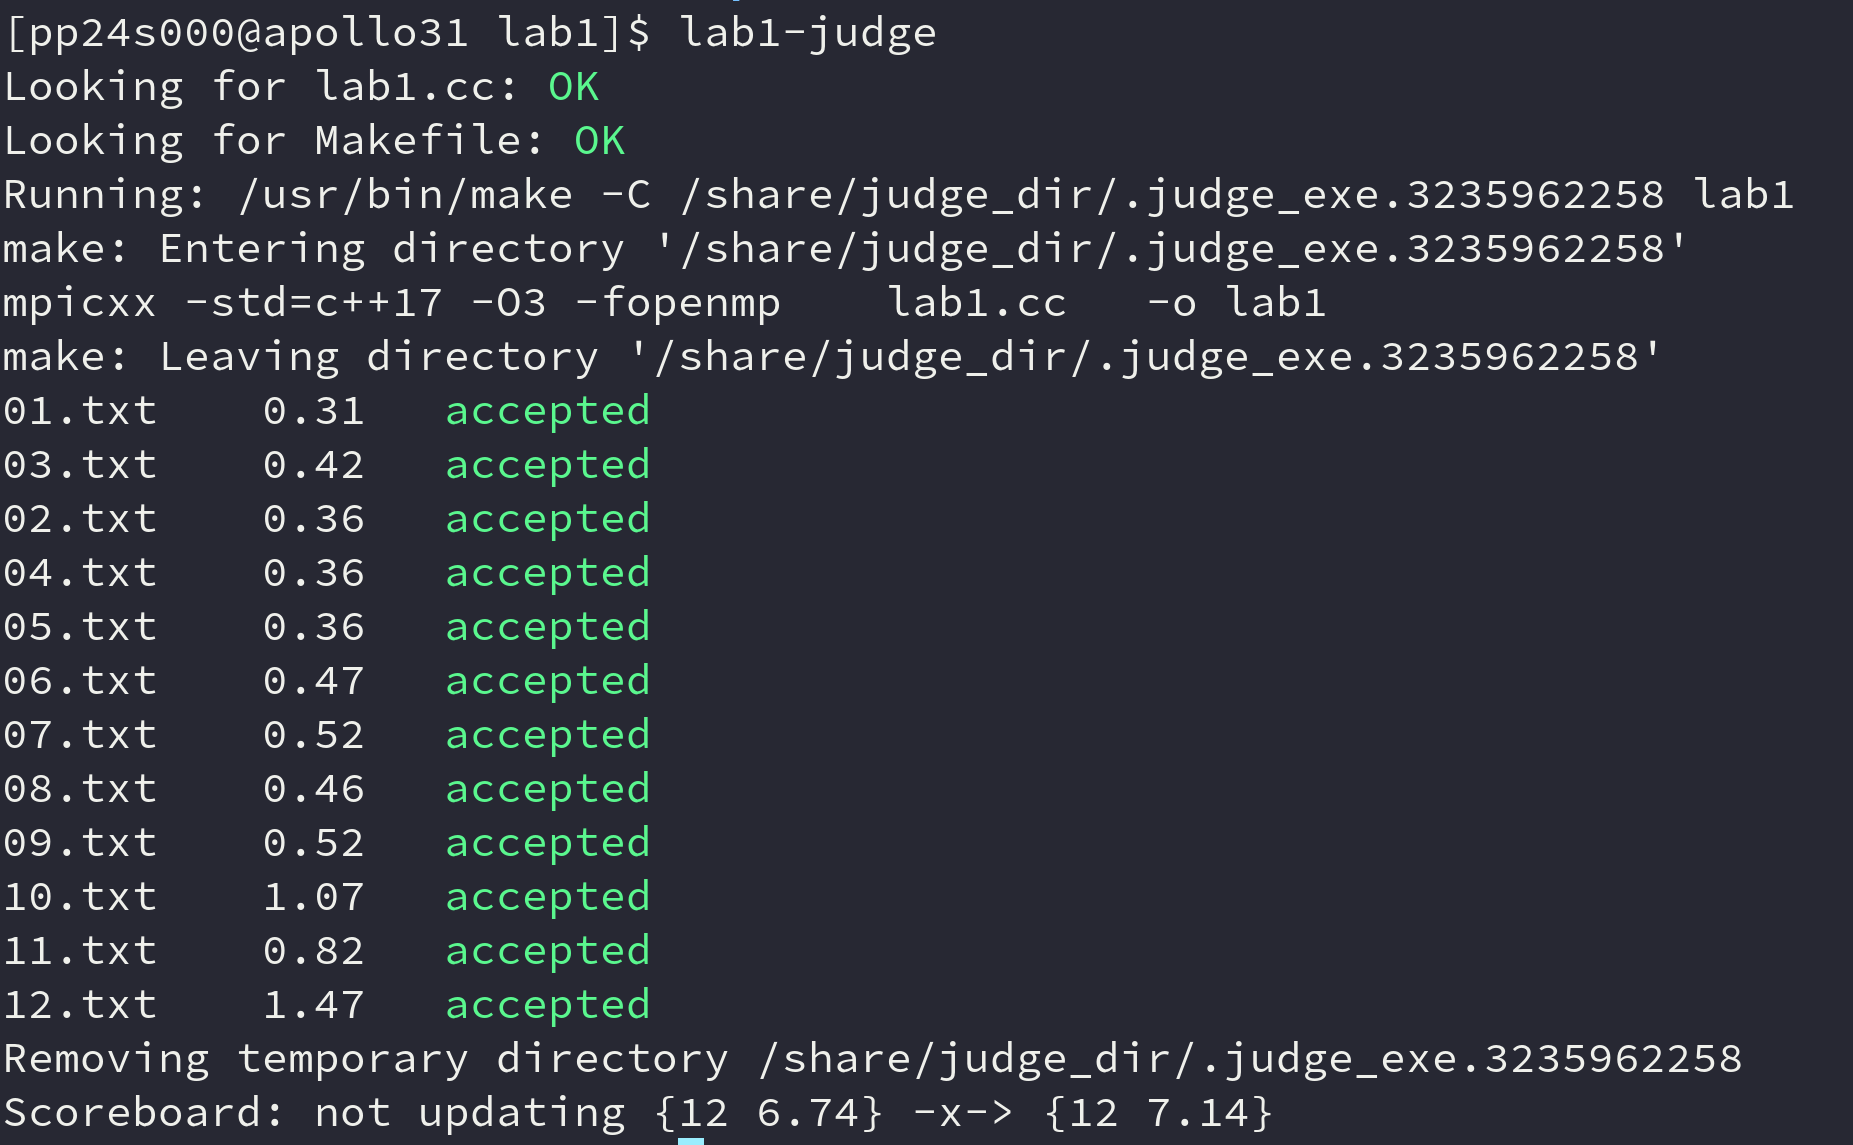 [pp24s000@apollo31 lab1]$ lab1-judge
Looking for lab1.cc: OK
Looking for Makefile: OK
Running: /usr/bin/make -C /share/judge_dir/.judge_exe.3235962258 lab1
make: Entering directory '/share/judge_dir/.judge_exe.3235962258'
mpicxx -std=c++17 -O3 -fopenmp    lab1.cc   -o lab1
make: Leaving directory '/share/judge_dir/.judge_exe.3235962258'
01.txt    0.31   accepted
03.txt    0.42   accepted
02.txt    0.36   accepted
04.txt    0.36   accepted
05.txt    0.36   accepted
06.txt    0.47   accepted
07.txt    0.52   accepted
08.txt    0.46   accepted
09.txt    0.52   accepted
10.txt    1.07   accepted
11.txt    0.82   accepted
12.txt    1.47   accepted
Removing temporary directory /share/judge_dir/.judge_exe.3235962258
Scoreboard: not updating {12 6.74} -x-> {12 7.14}